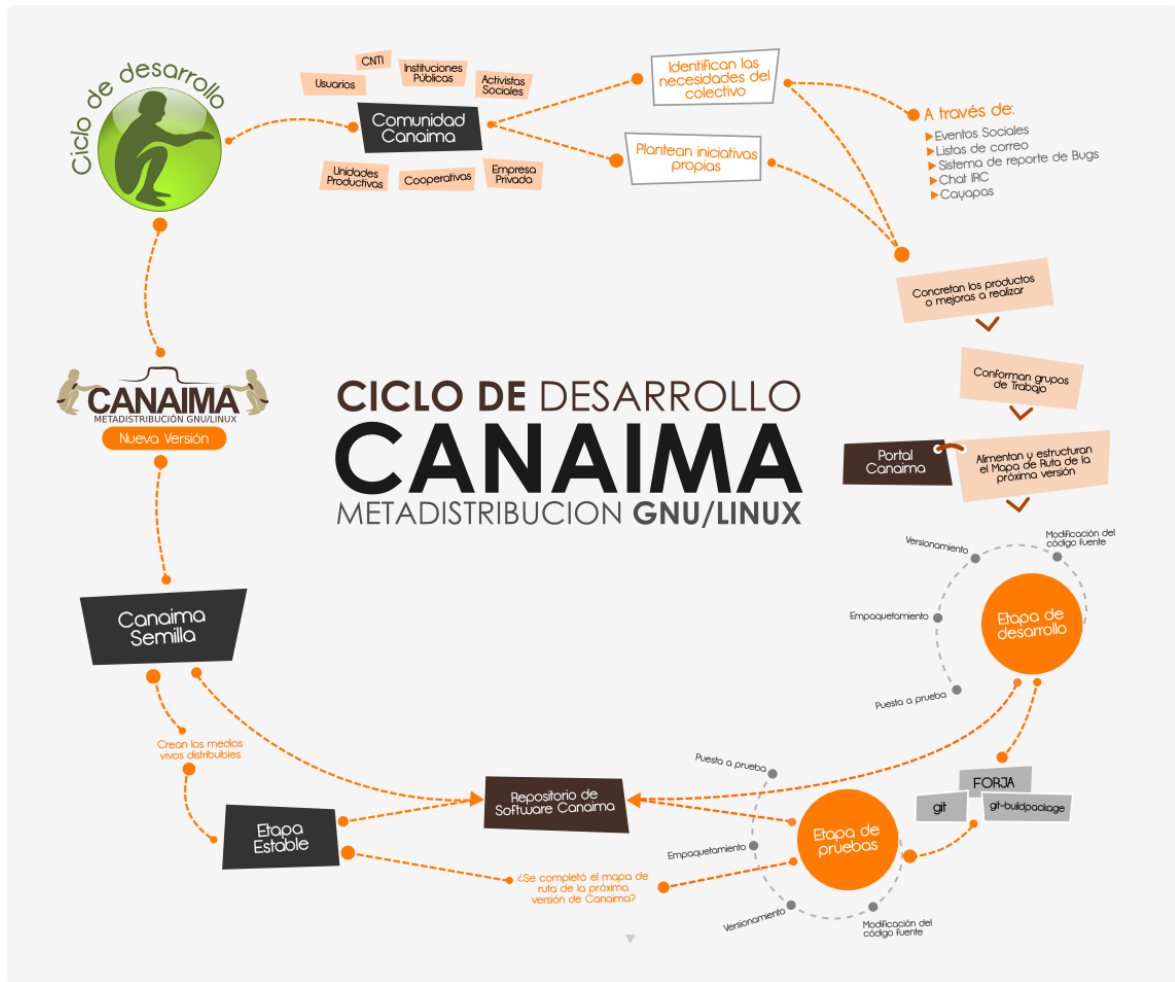 Ciclo de desarrollo
CNTI
Usuarios
Instituciones
Públicas
Activistas
Sociales
Comunidad
Canaima
Unidades
Productivas
Cooperativas
Empresa
Privada
Identifican las
necesidades del
colectivo
Plantean iniciativas
propias
A través de:
Eventos Sociales
Listas de correo
Sistema de reporte de Bugs
Chat IRC
Cayapas
Concretan los productos
o mejoras a realizar
Conforman grupos
de Trabajo
Portal
Canaima
Alimentan y estructuran
el Mapa de Ruta de la
próxima versión
CANAIMA
METADISTRIBUCIÓN GNU/LINUX
Nueva Versión
CICLO DE DESARROLLO
CANAIMA
METADISTRIBUCION GNU/LINUX
Modificación del
código fuente
Versionamiento
Empaquetamiento
Puesta a prueba
Etapa de
desarrollo
Canaima
Semilla
Crean los medios
vivos distribuibles
Etapa
Estable
Repositorio de
Software Canaima
FORJA
git
git-buildpackage
Puesta a prueba
Empaquetamiento
Versionamiento
Modificación del
código fuente
Etapa de
pruebas
¿Se completó el mapa de
ruta de la próxima
versión de Canaima?